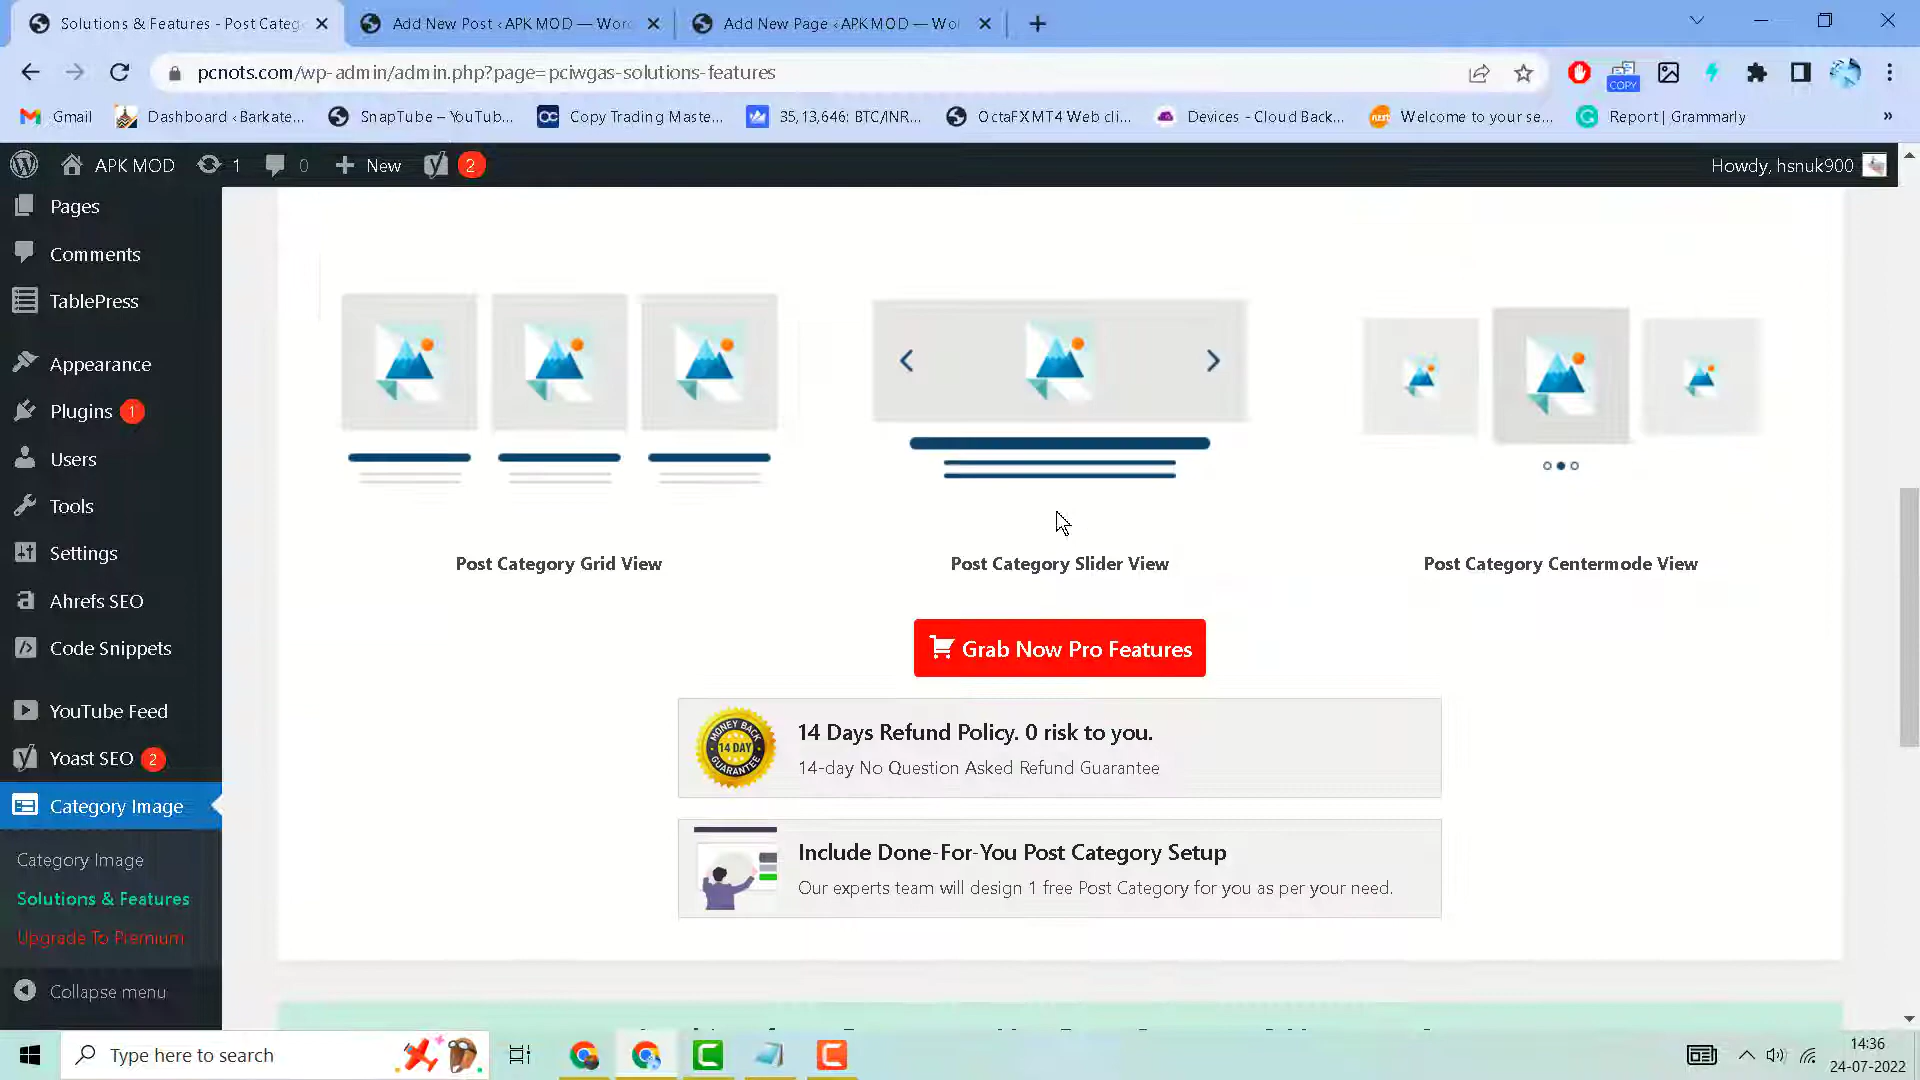 Solutions & Features - Post Categ
Add New Post ‹ APK MOD — Word
Add New Page ‹ APK MOD — Wor
pcnots.com/wp-admin/admin.php?page=pciwgas-solutions-features
COPY
Gmail
Dashboard ‹ Barkate...
SnapTube – YouTub...
CC
Copy Trading Maste...
35,13,646: BTC/INR...
OctaFX MT4 Web cli...
Devices - Cloud Back...
Welcome to your se...
Report | Grammarly
»
APK MOD
1
0
New
2
Howdy, hsnuk900
Pages
Comments
TablePress
Appearance
Plugins 1
Users
Tools
Settings
Ahrefs SEO
Code Snippets
YouTube Feed
Yoast SEO 2
Category Image
Category Image
Solutions & Features
Upgrade To Premium
Collapse menu
Post Category Grid View
Post Category Slider View
Post Category Centermode View
Grab Now Pro Features
MONEY BACK
14 DAY
GUARANTEE
14 Days Refund Policy. 0 risk to you.
14-day No Question Asked Refund Guarantee
Include Done-For-You Post Category Setup
Our experts team will design 1 free Post Category for you as per your need.
Type here to search
14:36
24-07-2022